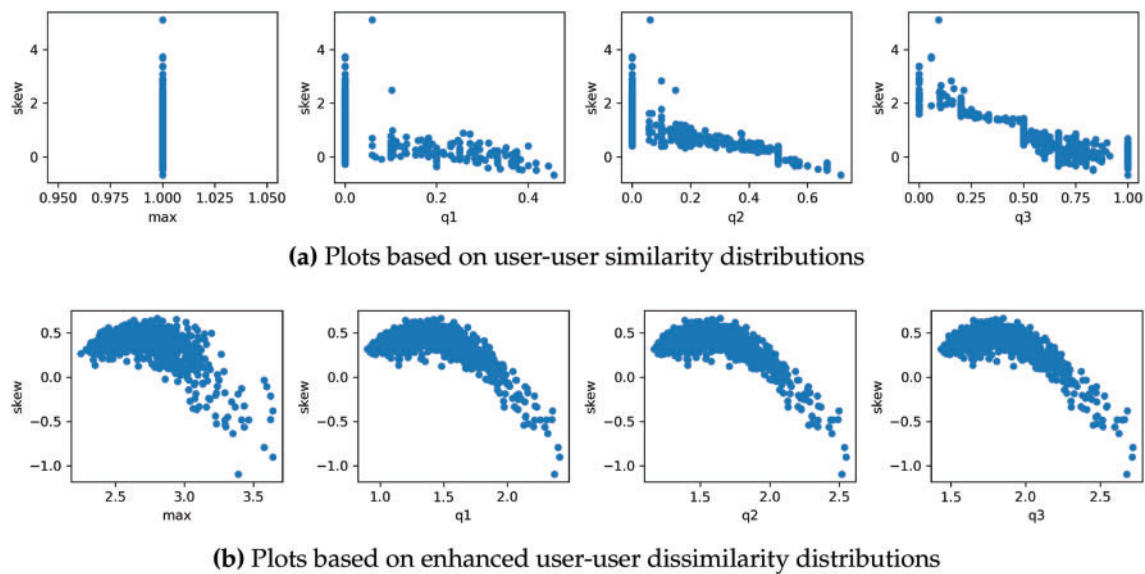 skew 4 2 0
0.950 0.975 1.000 1.025 1.050
max
skew 4 2 0
0.0 0.2 0.4
q1
skew 4 2 0
0.0 0.2 0.4 0.6
q2
skew 4 2 0
0.00 0.25 0.50 0.75 1.00
q3
(a) Plots based on user-user similarity distributions
skew 0.5 0.0 −0.5 −1.0
2.5 3.0 3.5
max
skew 0.5 0.0 −0.5 −1.0
1.0 1.5 2.0
q1
skew 0.5 0.0 −0.5 −1.0
1.5 2.0 2.5
q2
skew 0.5 0.0 −0.5 −1.0
1.5 2.0 2.5
q3
(b) Plots based on enhanced user-user dissimilarity distributions